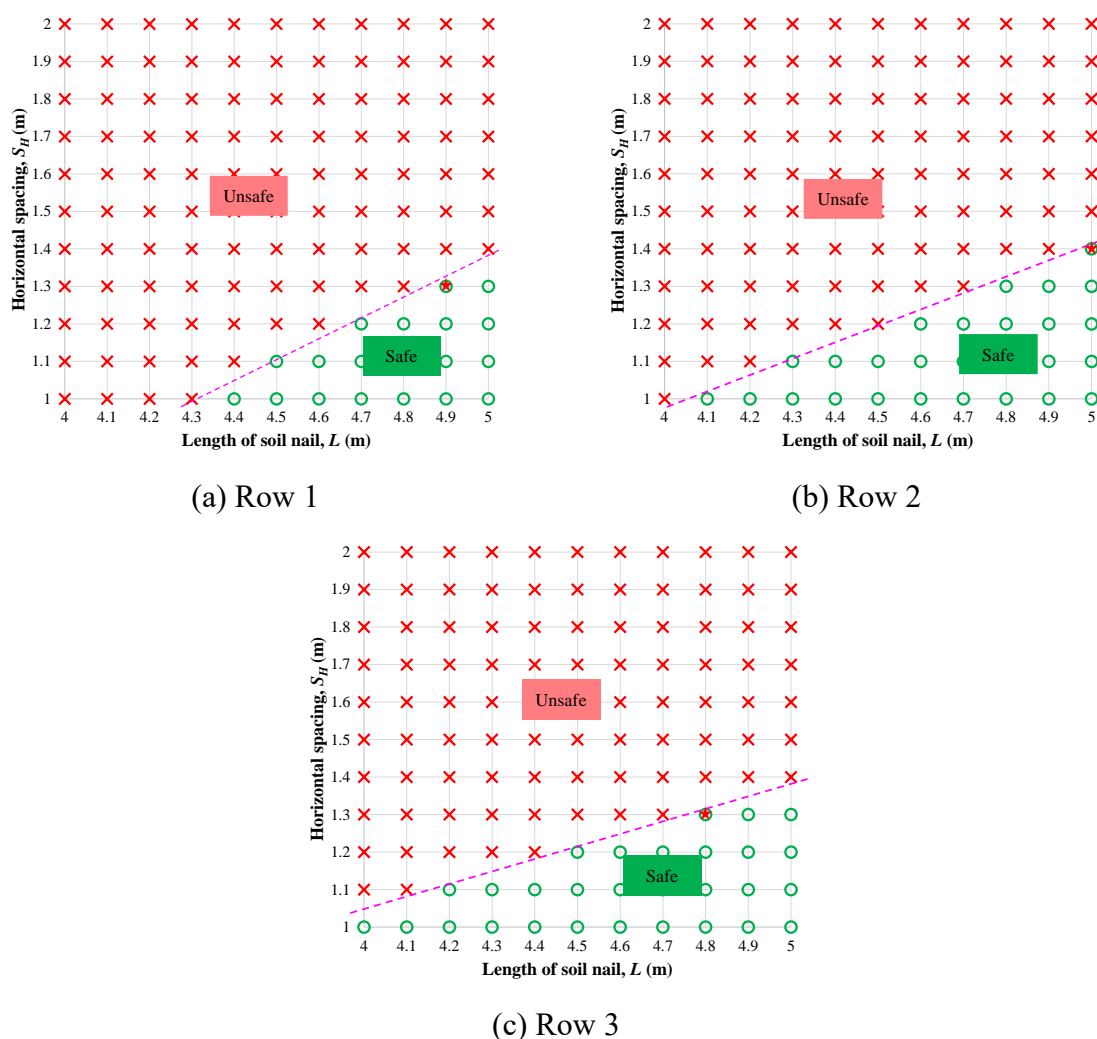 2
1.9
1.8
1.7
1.6
1.5
1.4
1.3
1.2
1.1
1
Horizontal spacing, S_H (m)
Unsafe
Safe
4 4.1 4.2 4.3 4.4 4.5 4.6 4.7 4.8 4.9 5
Length of soil nail, L (m)
(a) Row 1
2
1.9
1.8
1.7
1.6
1.5
1.4
1.3
1.2
1.1
1
Horizontal spacing, S_H (m)
Unsafe
Safe
4 4.1 4.2 4.3 4.4 4.5 4.6 4.7 4.8 4.9 5
Length of soil nail, L (m)
(b) Row 2
2
1.9
1.8
1.7
1.6
1.5
1.4
1.3
1.2
1.1
1
Horizontal spacing, S_H (m)
Unsafe
Safe
4 4.1 4.2 4.3 4.4 4.5 4.6 4.7 4.8 4.9 5
Length of soil nail, L (m)
(c) Row 3